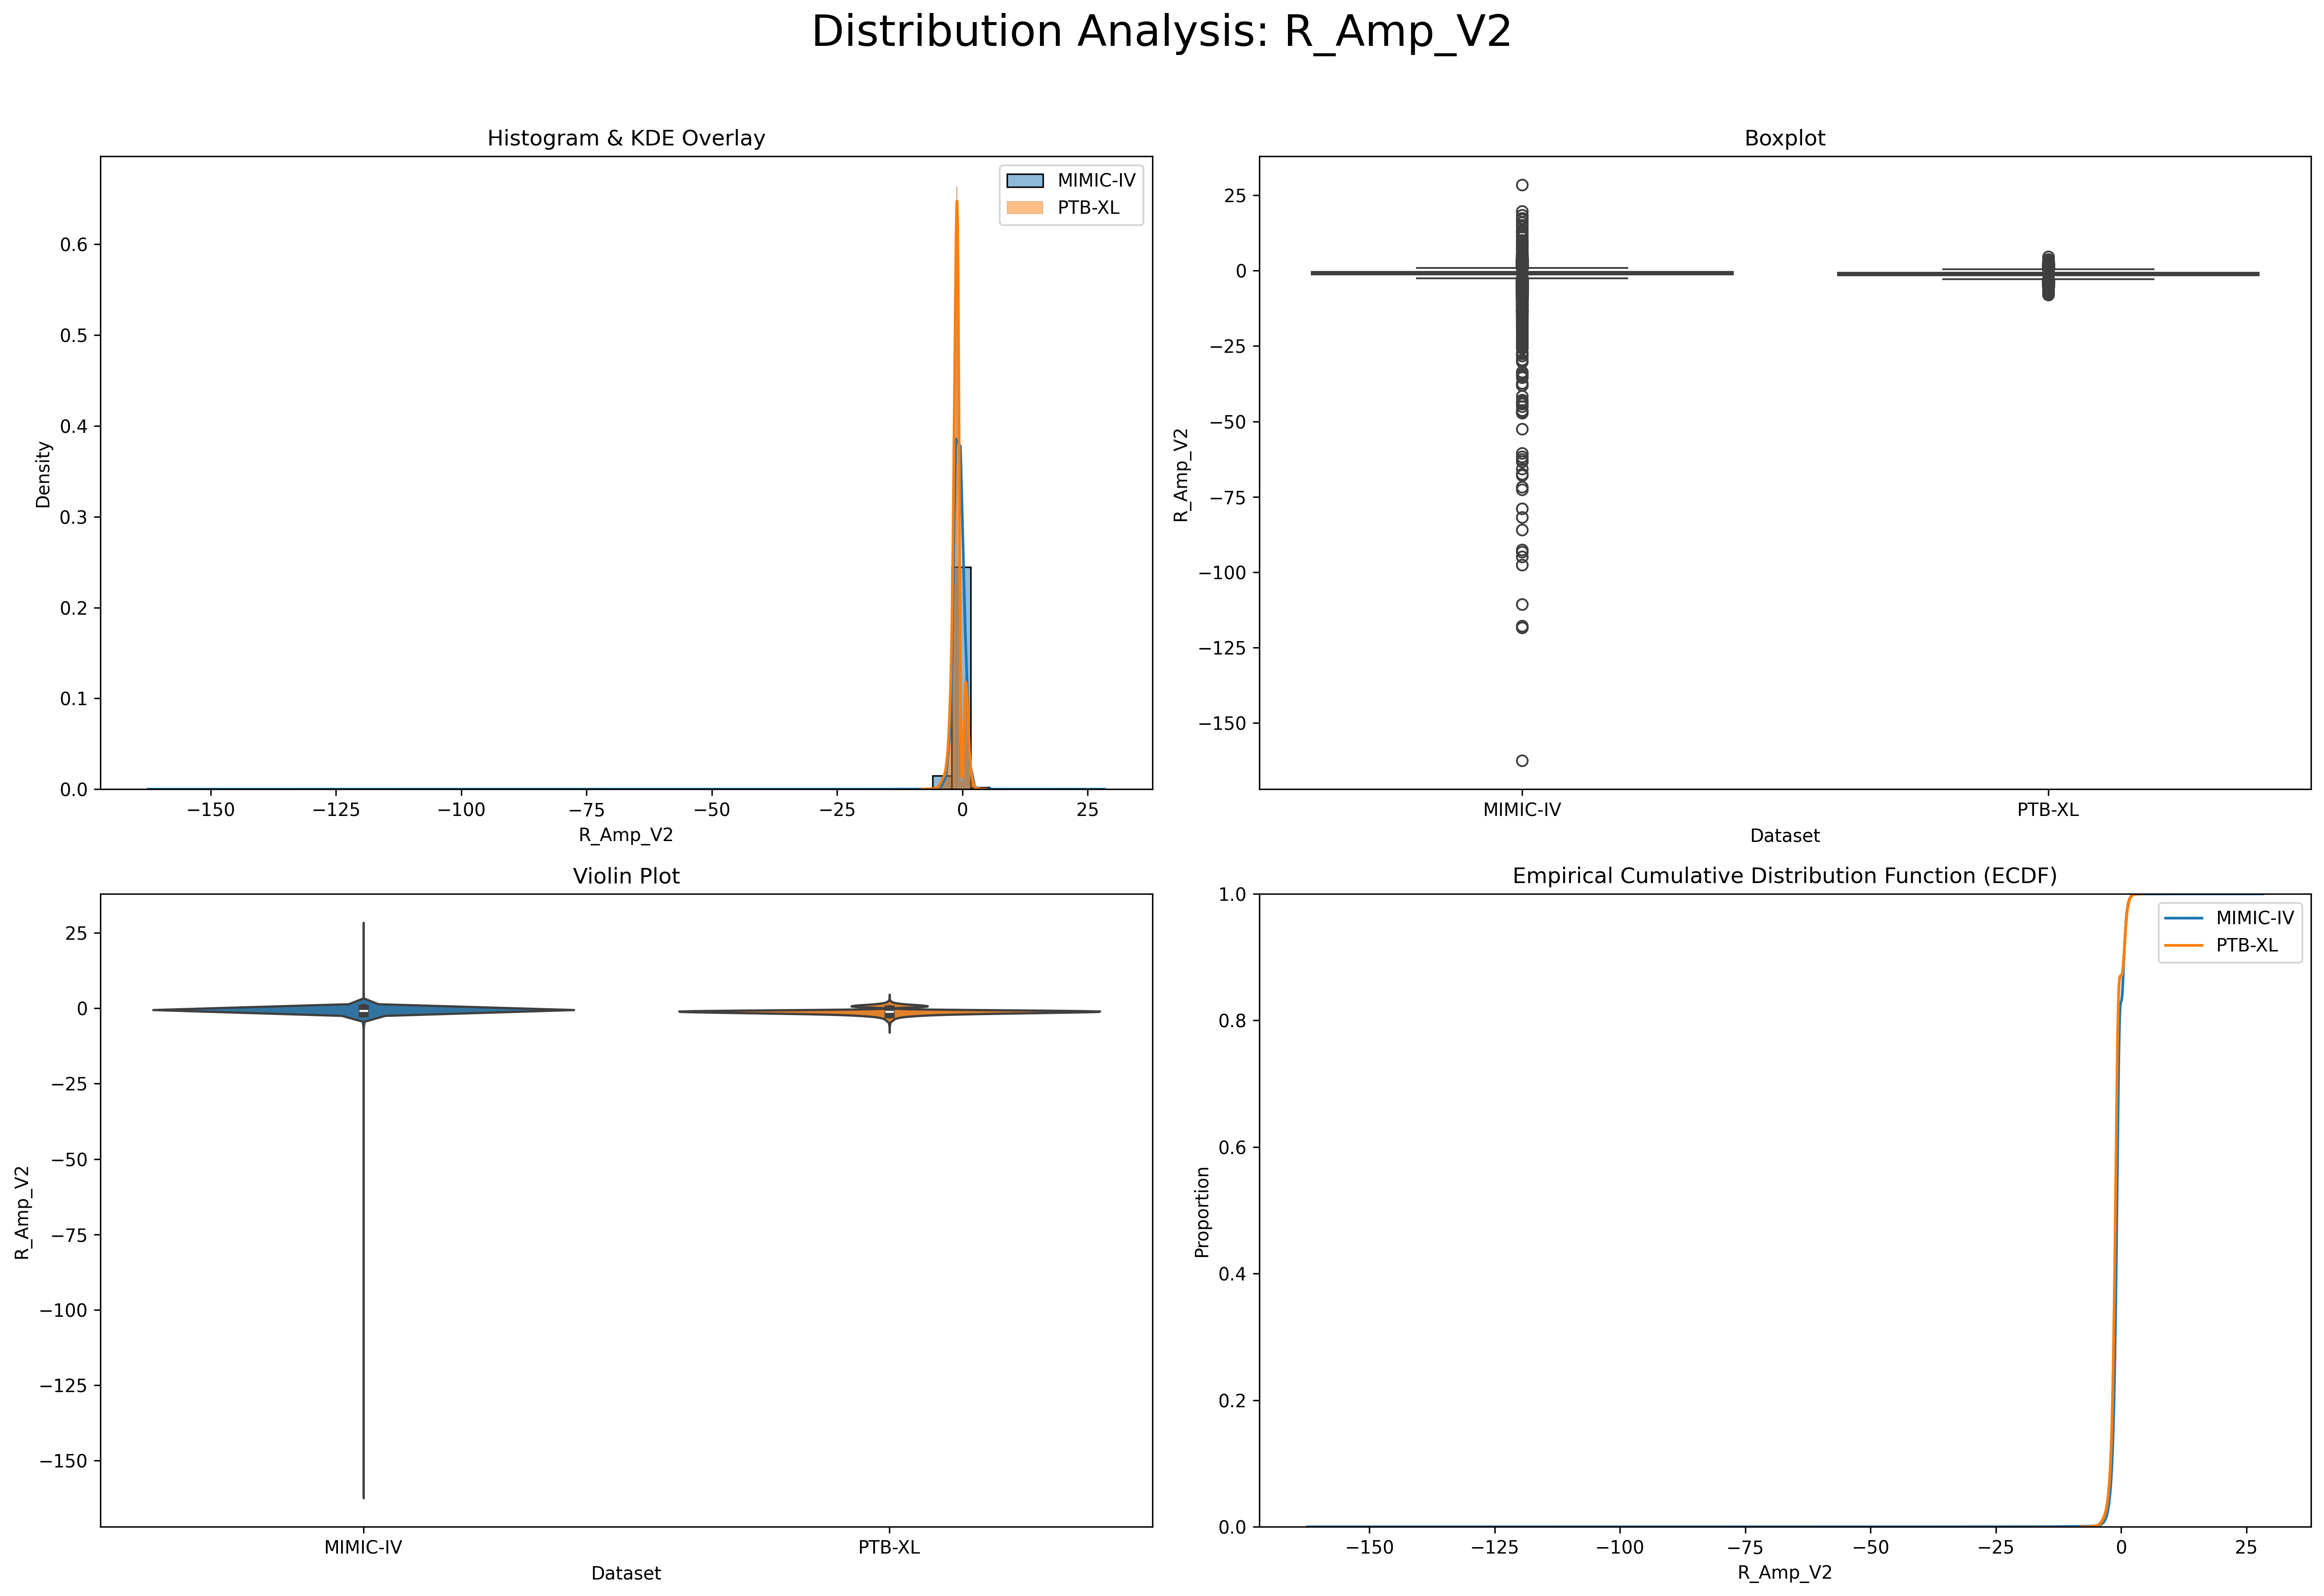 Distribution Analysis: R_Amp_V2
Histogram & KDE Overlay
MIMIC-IV
PTB-XL
Density
0.6
0.5
0.4
0.3
0.2
0.1
0.0
−150
−125
−100
−75
−50
−25
0
25
R_Amp_V2
Boxplot
R_Amp_V2
25
0
−25
−50
−75
−100
−125
−150
MIMIC-IV
PTB-XL
Dataset
Violin Plot
R_Amp_V2
25
0
−25
−50
−75
−100
−125
−150
MIMIC-IV
PTB-XL
Dataset
Empirical Cumulative Distribution Function (ECDF)
MIMIC-IV
PTB-XL
Proportion
1.0
0.8
0.6
0.4
0.2
0.0
−150
−125
−100
−75
−50
−25
0
25
R_Amp_V2